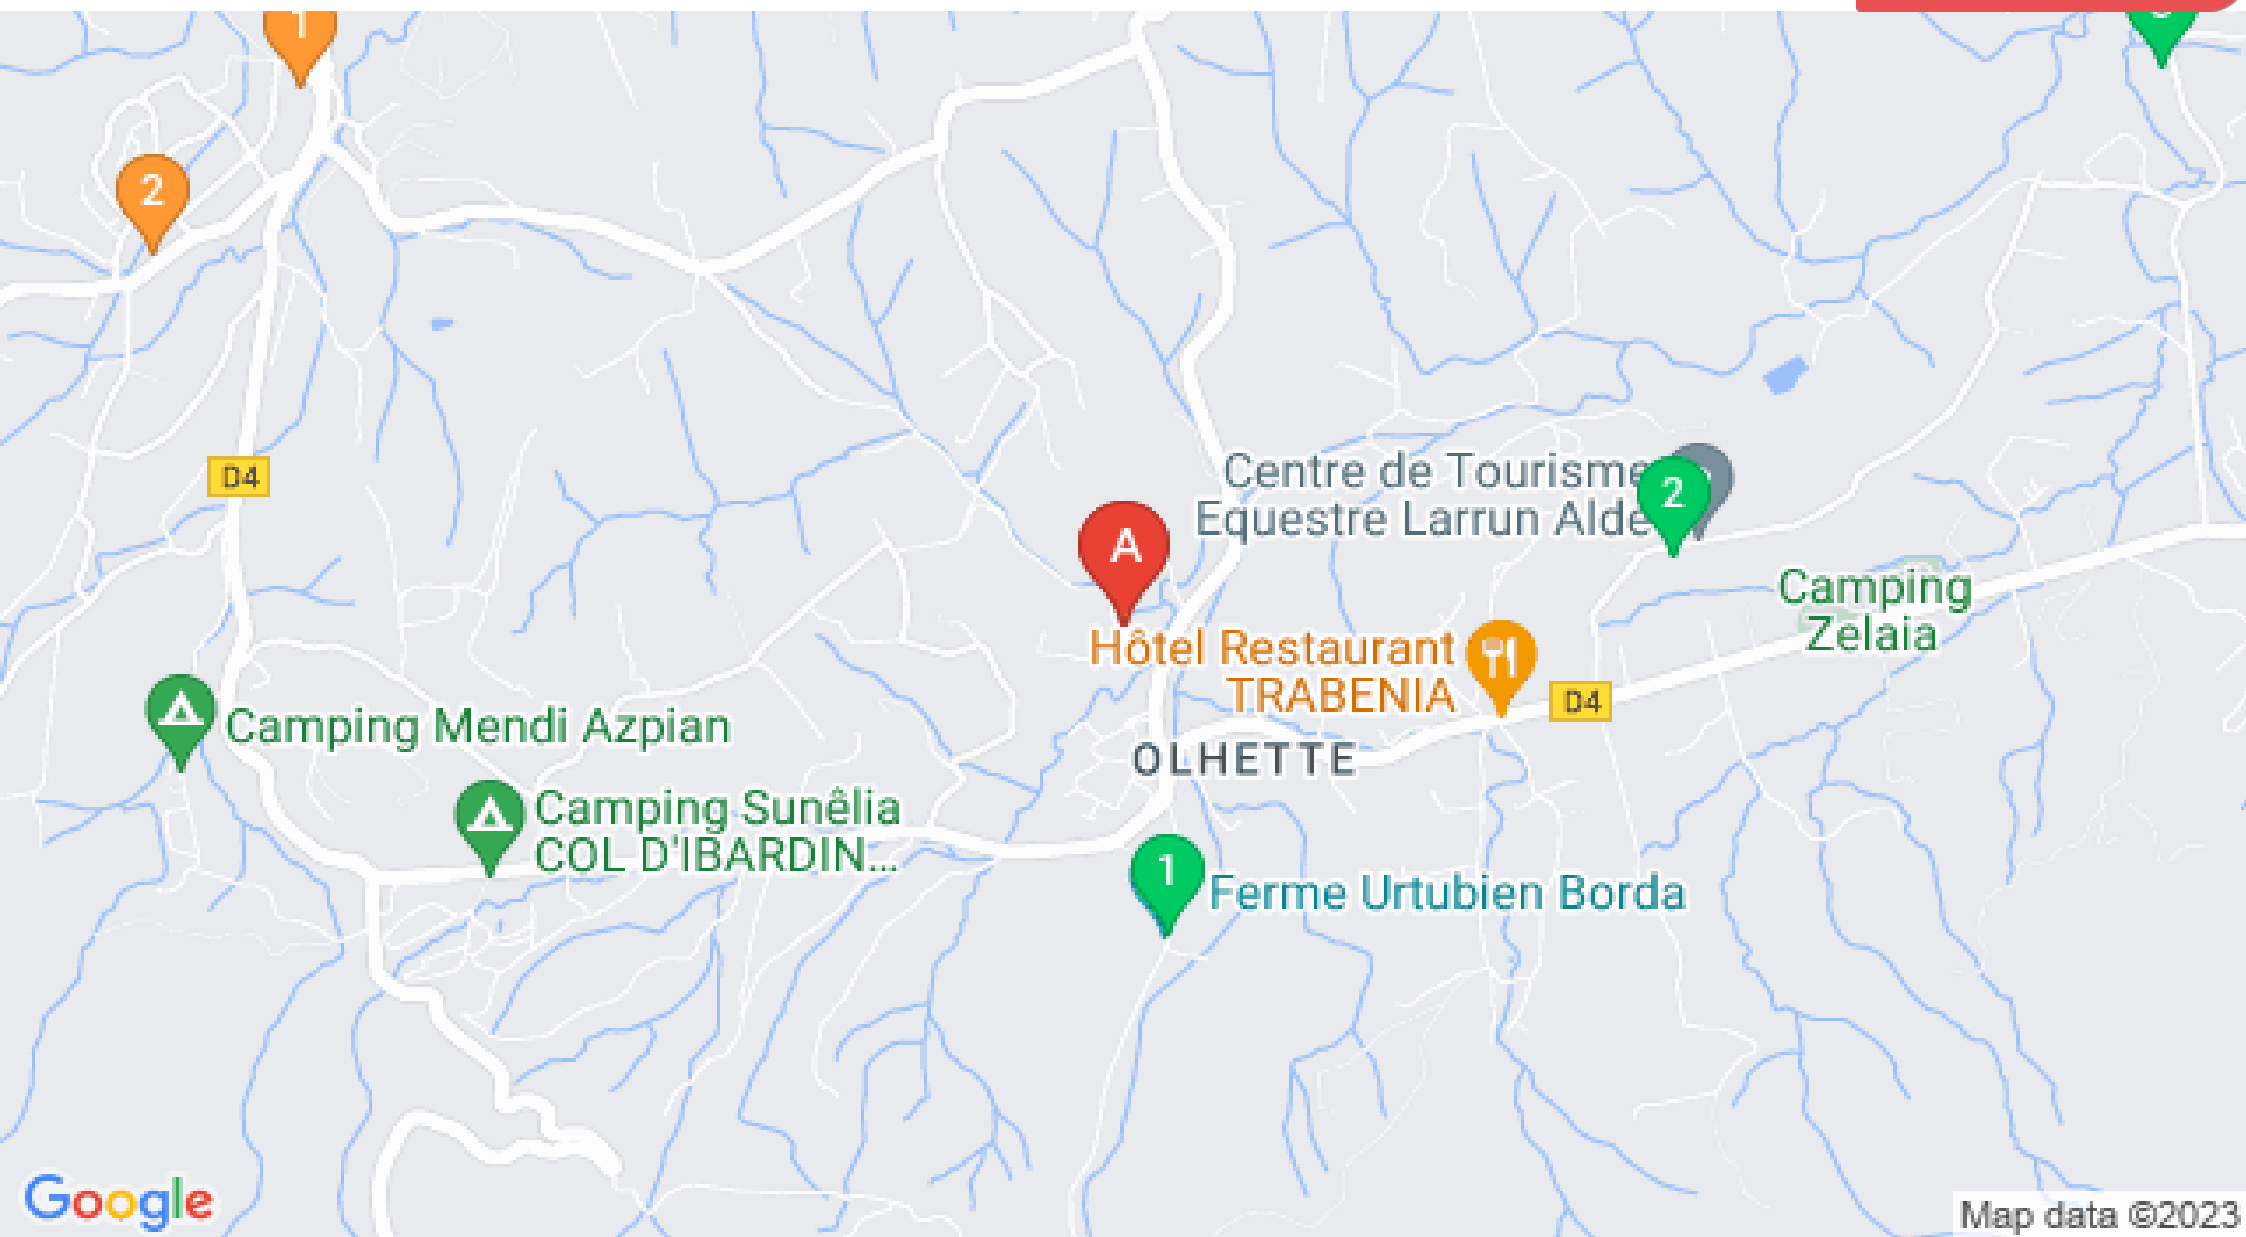 1
2
D4
Centre de Tourisme
Equestre Larrun Alde
2
A
Camping
Zelaia
Hôtel Restaurant
TRABENIA
D4
Camping Mendi Azpian
OLHETTE
Camping Sunêlia
COL D'IBARDIN...
1
Ferme Urtubien Borda
Google
Map data ©2023